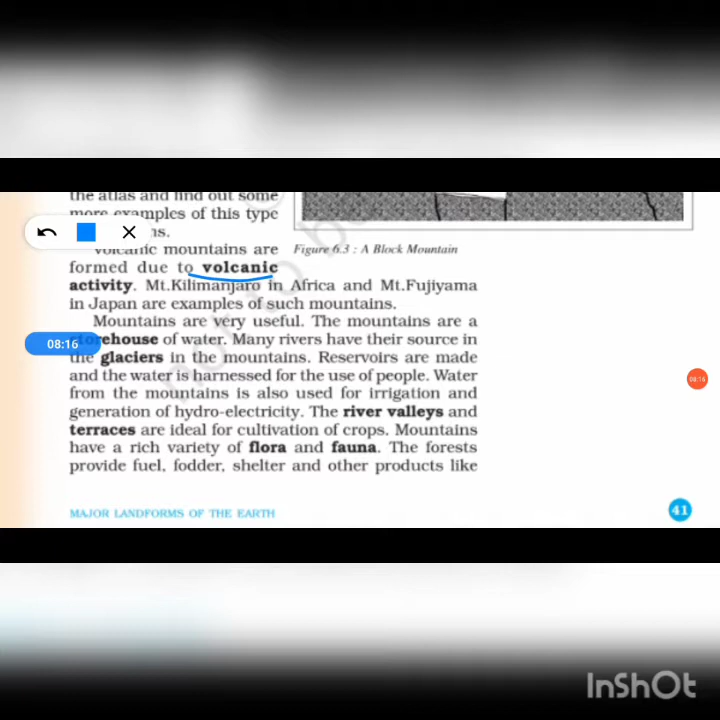 the atlas and find out some
more examples of this type
Volcanic mountains are
Figure 6.3 : A Block Mountain
formed due to volcanic
activity. Mt.Kilimanjaro in Africa and Mt.Fujiyama
in Japan are examples of such mountains.
Mountains are very useful. The mountains are a
storehouse of water. Many rivers have their source in
the glaciers in the mountains. Reservoirs are made
and the water is harnessed for the use of people. Water
from the mountains is also used for irrigation and
generation of hydro-electricity. The river valleys and
terraces are ideal for cultivation of crops. Mountains
have a rich variety of flora and fauna. The forests
provide fuel, fodder, shelter and other products like
MAJOR LANDFORMS OF THE EARTH
41
08:16
08:16
InShOt